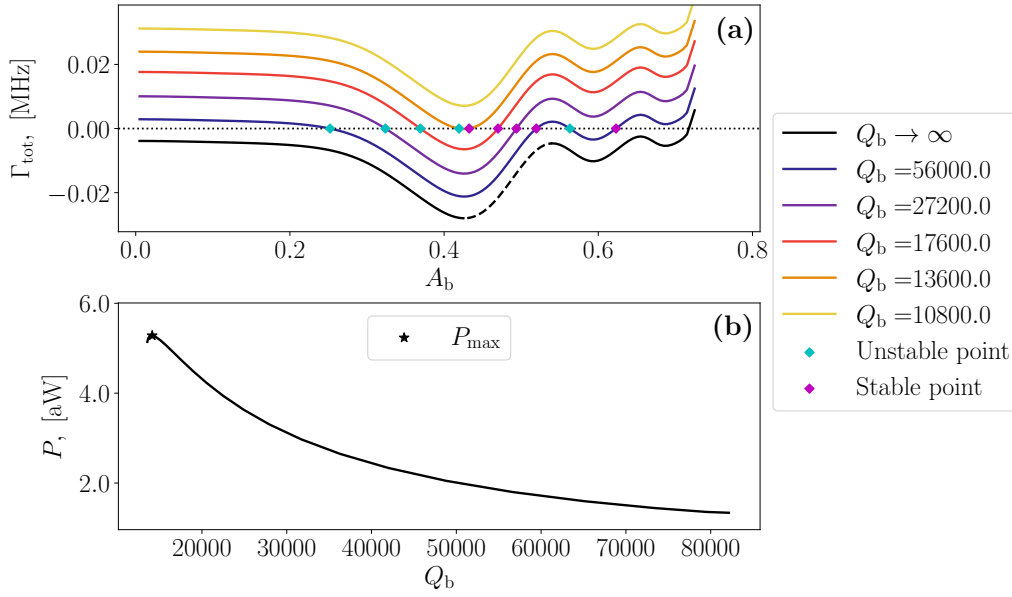 (a)
Γtot, [MHz]
0.02
0.00
−0.02
0.0 0.2 0.4 0.6 0.8
Ab
Qb → ∞
Qb =56000.0
Qb =27200.0
Qb =17600.0
Qb =13600.0
Qb =10800.0
Unstable point
Stable point
(b)
Pmax
P, [aW]
6.0
4.0
2.0
20000 30000 40000 50000 60000 70000 80000
Qb